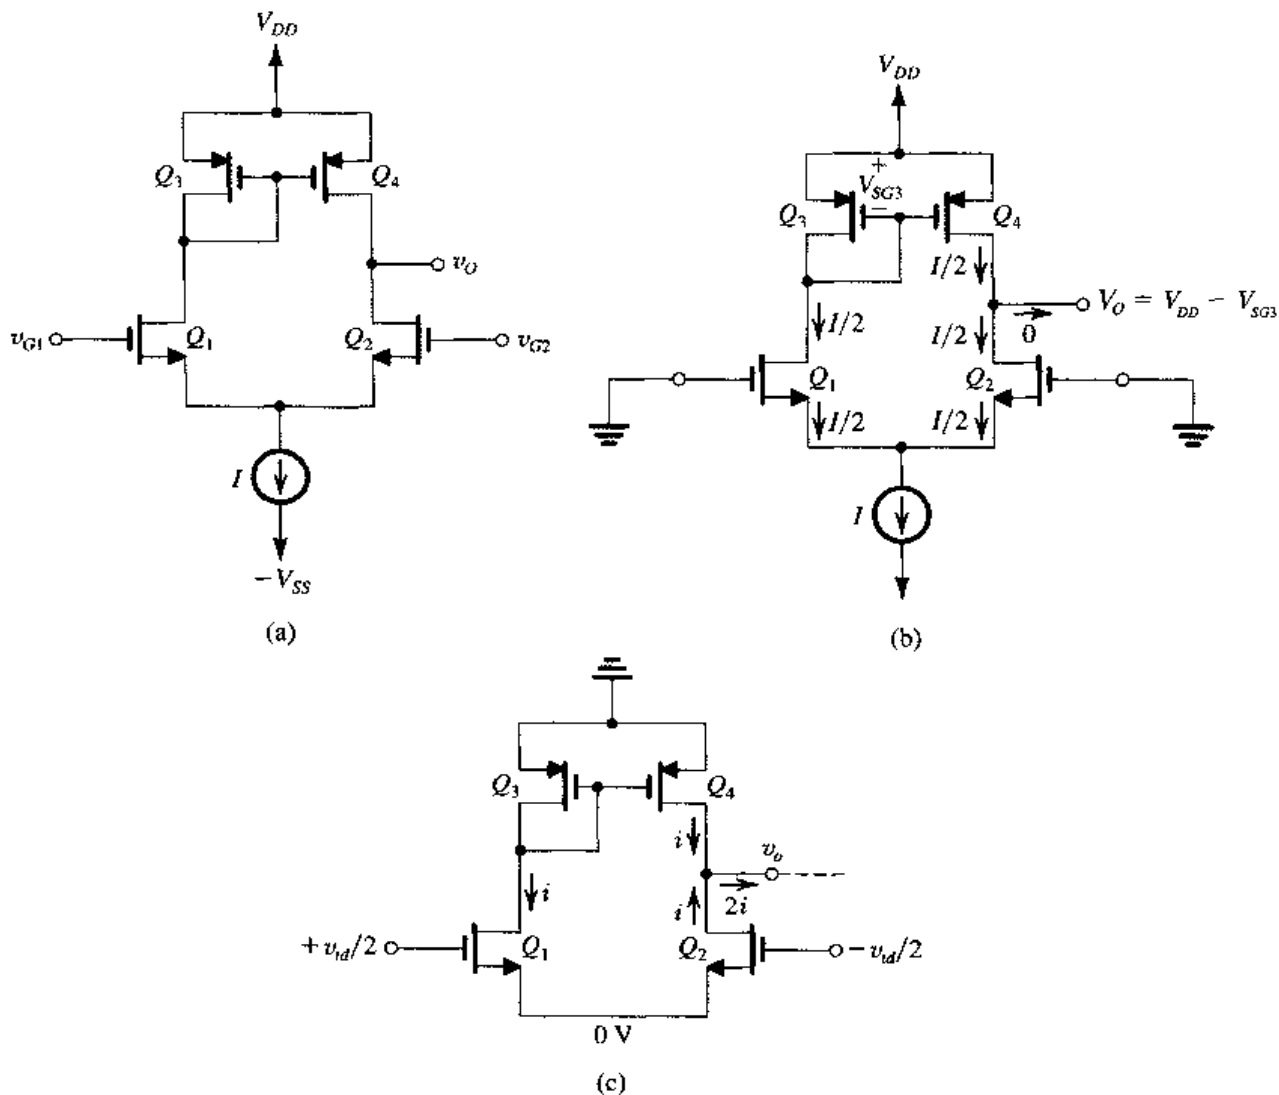 V_DD
Q_3
Q_4
v_O
v_G1
Q_1
Q_2
v_G2
I
−V_SS
(a)
V_DD
+
V_SG3
−
Q_3
Q_4
I/2
I/2
I/2
0
V_O = V_DD − V_SG3
Q_1
Q_2
I/2
I/2
I
(b)
Q_3
Q_4
i
v_o
i
i
2i
+v_id/2
Q_1
Q_2
−v_id/2
0 V
(c)